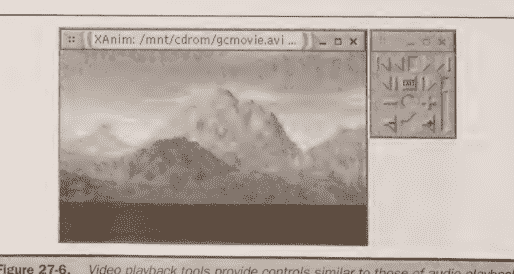 XAnim: /mnt/cdrom/gcmovie.avi ...
EXIT
Figure 27-6. Video playback tools provide controls similar to those of audio playback